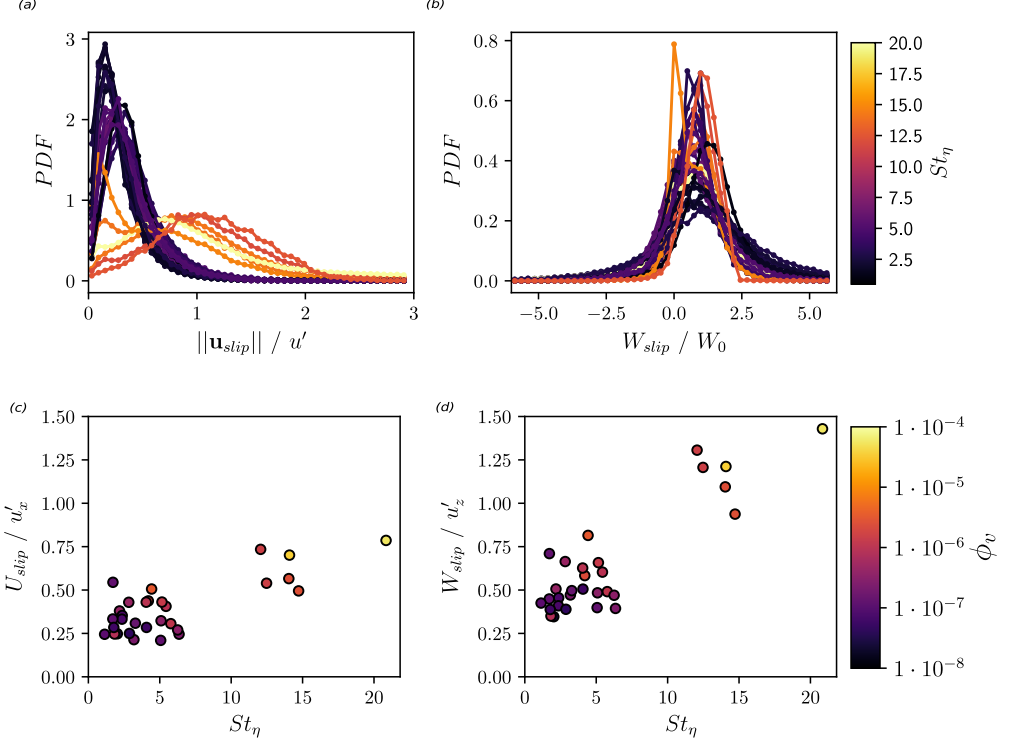 (a)
(b)
PDF
0
1
2
3
0
1
2
3
||u_slip|| / u′
PDF
0.0
0.2
0.4
0.6
0.8
−5.0
−2.5
0.0
2.5
5.0
W_slip / W_0
20.0
17.5
15.0
12.5
10.0
7.5
5.0
2.5
St_η
(c)
(d)
U_slip / u′_x
1.50
1.25
1.00
0.75
0.50
0.25
0.00
0
5
10
15
20
St_η
W_slip / u′_z
1.50
1.25
1.00
0.75
0.50
0.25
0.00
0
5
10
15
20
St_η
1 · 10^−4
1 · 10^−5
1 · 10^−6
1 · 10^−7
1 · 10^−8
ϕ_v